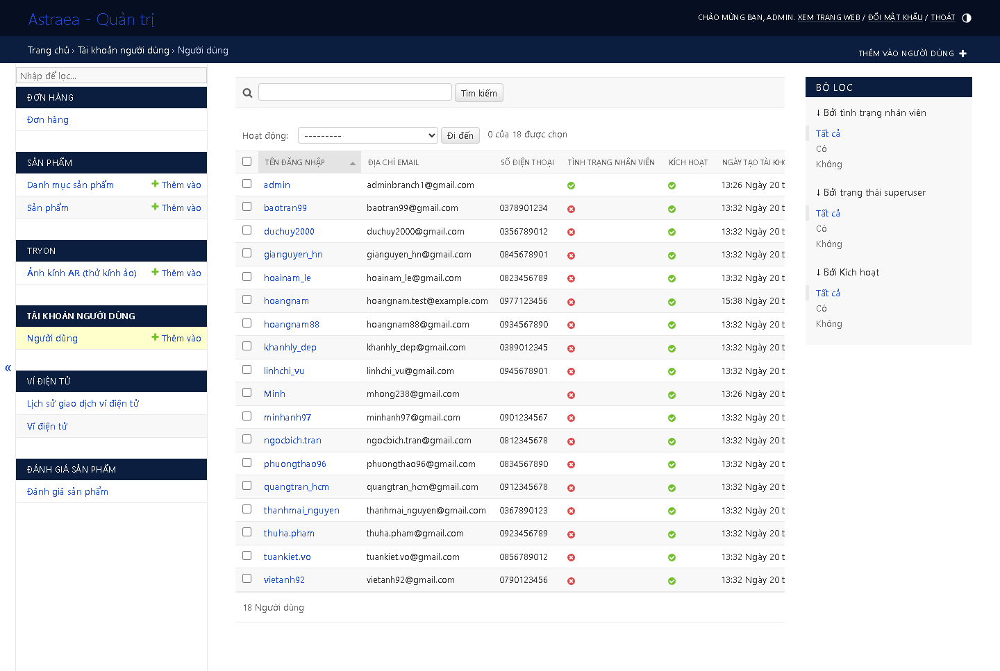 Astraea - Quản trị
CHÀO MỪNG BẠN, ADMIN. XEM TRANG WEB / ĐỔI MẬT KHẨU / THOÁT
Trang chủ › Tài khoản người dùng › Người dùng
THÊM VÀO NGƯỜI DÙNG
Nhập để lọc...
ĐƠN HÀNG
Đơn hàng
SẢN PHẨM
Danh mục sản phẩm Thêm vào
Sản phẩm Thêm vào
TRYON
Ảnh kính AR (thử kính ảo) Thêm vào
TÀI KHOẢN NGƯỜI DÙNG
Người dùng Thêm vào
«
VÍ ĐIỆN TỬ
Lịch sử giao dịch ví điện tử
Ví điện tử
ĐÁNH GIÁ SẢN PHẨM
Đánh giá sản phẩm
Tìm kiếm
Hoạt động: --------- Đi đến 0 của 18 được chọn
TÊN ĐĂNG NHẬP ĐỊA CHỈ EMAIL SỐ ĐIỆN THOẠI TÌNH TRẠNG NHÂN VIÊN KÍCH HOẠT NGÀY TẠO TÀI KHO
admin adminbranch1@gmail.com 13:26 Ngày 20 t
baotran99 baotran99@gmail.com 0378901234 13:32 Ngày 20 t
duchuy2000 duchuy2000@gmail.com 0356789012 13:32 Ngày 20 t
gianguyen_hn gianguyen_hn@gmail.com 0845678901 13:32 Ngày 20 t
hoainam_le hoainam_le@gmail.com 0823456789 13:32 Ngày 20 t
hoangnam hoangnam.test@example.com 0977123456 15:38 Ngày 20 t
hoangnam88 hoangnam88@gmail.com 0934567890 13:32 Ngày 20 t
khanhly_dep khanhly_dep@gmail.com 0389012345 13:32 Ngày 20 t
linhchi_vu linhchi_vu@gmail.com 0945678901 13:32 Ngày 20 t
Minh mhong238@gmail.com 13:26 Ngày 20 t
minhanh97 minhanh97@gmail.com 0901234567 13:32 Ngày 20 t
ngocbich.tran ngocbich.tran@gmail.com 0812345678 13:32 Ngày 20 t
phuongthao96 phuongthao96@gmail.com 0834567890 13:32 Ngày 20 t
quangtran_hcm quangtran_hcm@gmail.com 0912345678 13:32 Ngày 20 t
thanhmai_nguyen thanhmai_nguyen@gmail.com 0367890123 13:32 Ngày 20 t
thuha.pham thuha.pham@gmail.com 0923456789 13:32 Ngày 20 t
tuankiet.vo tuankiet.vo@gmail.com 0856789012 13:32 Ngày 20 t
vietanh92 vietanh92@gmail.com 0790123456 13:32 Ngày 20 t
18 Người dùng
BỘ LỌC
↓ Bởi tình trạng nhân viên
Tất cả
Có
Không
↓ Bởi trạng thái superuser
Tất cả
Có
Không
↓ Bởi Kích hoạt
Tất cả
Có
Không